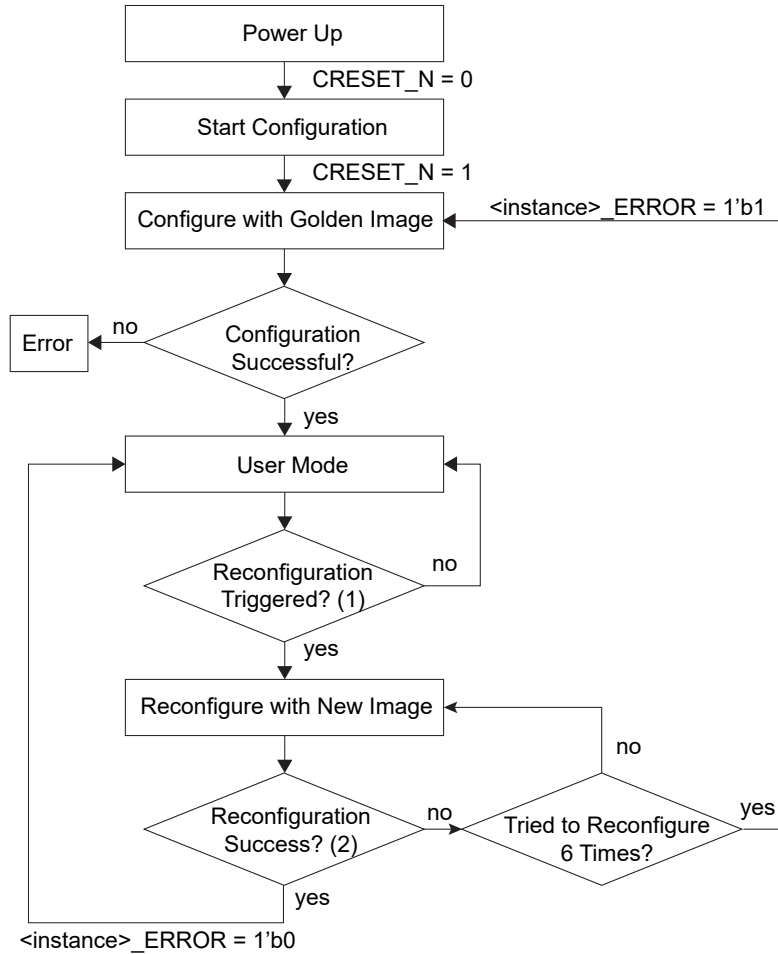 Power Up
CRESET_N = 0
Start Configuration
CRESET_N = 1
Configure with Golden Image
<instance>_ERROR = 1’b1
Configuration
Successful?
no
Error
yes
User Mode
Reconfiguration
Triggered? (1)
no
yes
Reconfigure with New Image
no
Reconfiguration
Success? (2)
no
Tried to Reconfigure
6 Times?
yes
yes
<instance>_ERROR = 1’b0